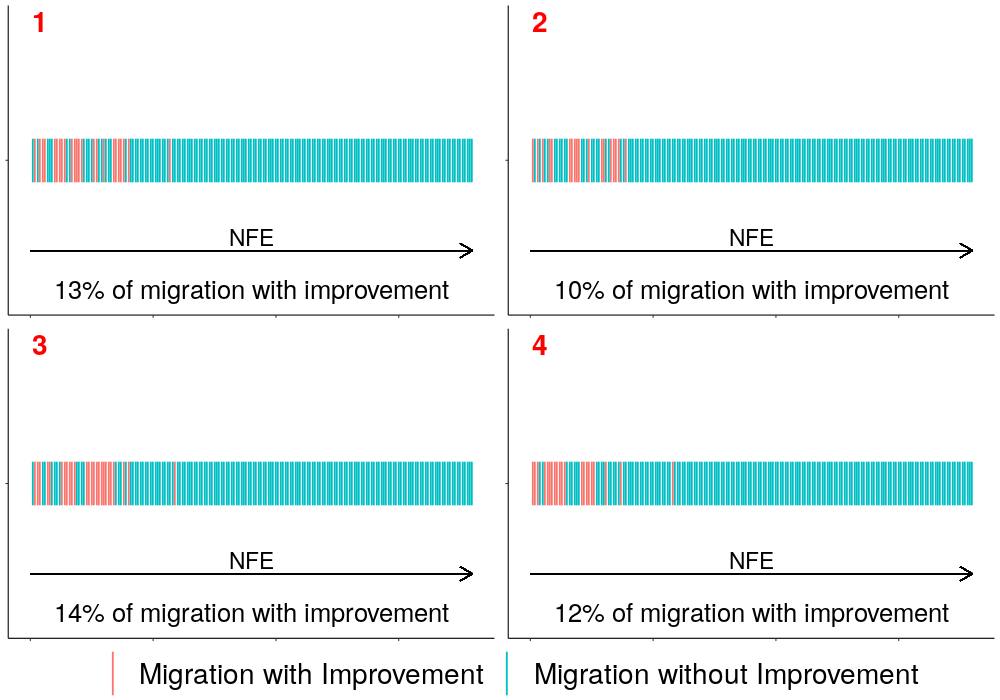 1
NFE
13% of migration with improvement
2
NFE
10% of migration with improvement
3
NFE
14% of migration with improvement
4
NFE
12% of migration with improvement
Migration with Improvement
Migration without Improvement